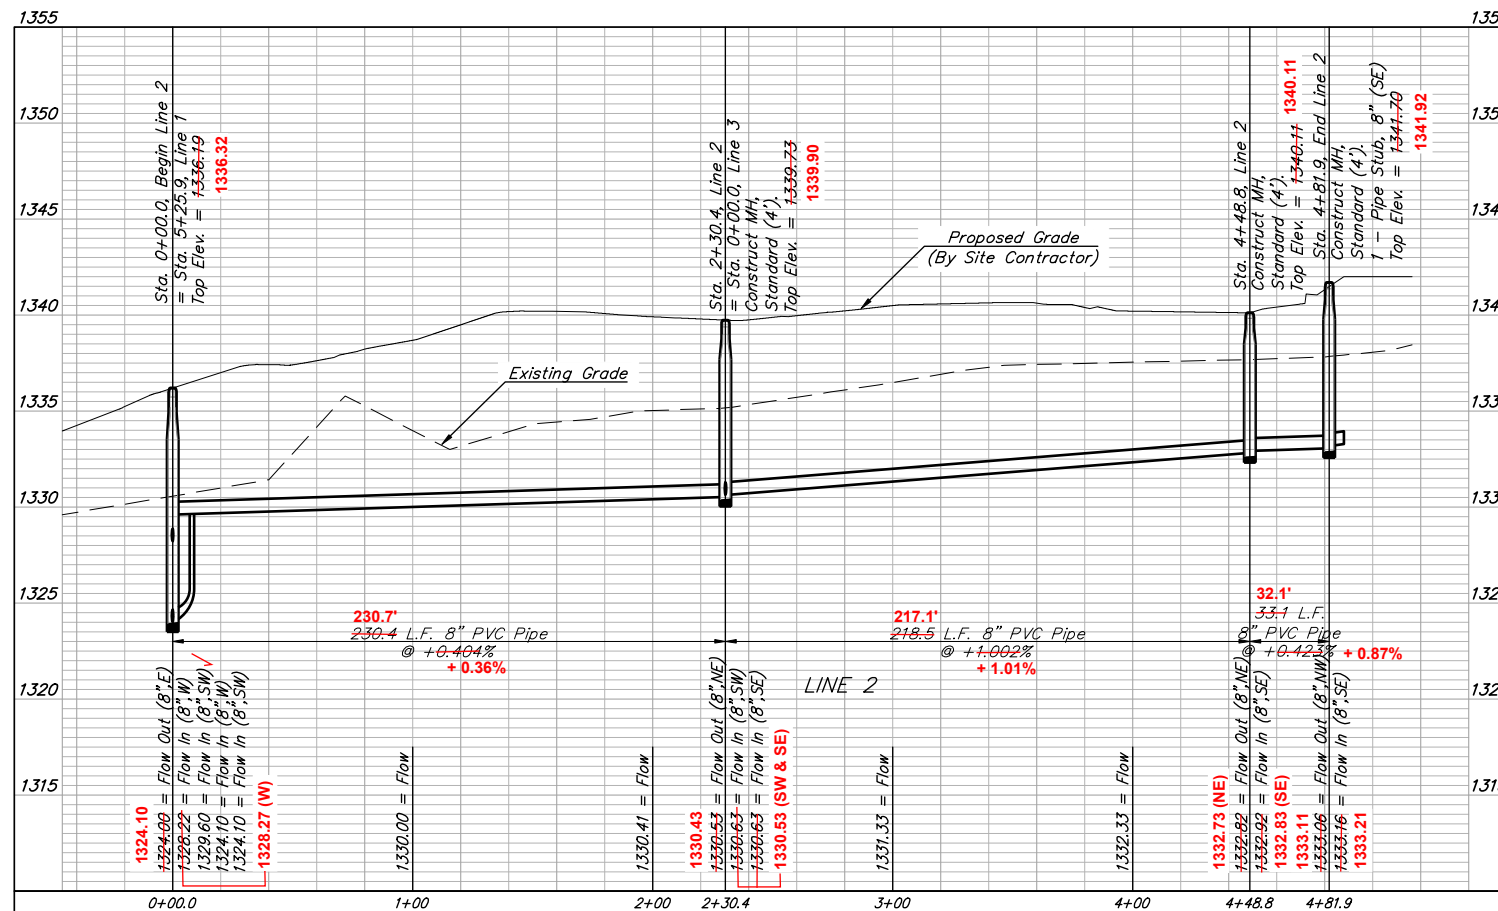 1355
1350
1345
1340
1335
1330
1325
1320
1315
Sta. 0+00.0, Begin Line 2
= Sta. 5+25.9, Line 1
Top Elev. = 1336.19
1336.32
Sta. 2+30.4, Line 2
= Sta. 0+00.0, Line 3
Construct MH,
Standard (4').
Top Elev. = 1339.73
1339.90
Sta. 4+48.8, Line 2
Construct MH,
Standard (4').
Top Elev. = 1340.11
1340.11
Sta. 4+81.9, End Line 2
Construct MH,
Standard (4').
1 - Pipe Stub, 8" (SE)
Top Elev. = 1341.70
1341.92
Proposed Grade
(By Site Contractor)
Existing Grade
230.7'
230.4 L.F. 8" PVC Pipe
@ +0.404%
+ 0.36%
217.1'
218.5 L.F. 8" PVC Pipe
@ +1.002%
+ 1.01%
32.1'
33.1 L.F.
8" PVC Pipe
@ +0.423%
+ 0.87%
LINE 2
1324.10
1324.00 = Flow Out (8",E)
1328.22 = Flow In (8",W)
1329.60 = Flow In (8",SW)
1324.10 = Flow In (8",W)
1324.10 = Flow In (8",SW)
1328.27 (W)
1330.00 = Flow
1330.41 = Flow
1330.43
1330.53 = Flow Out (8",NE)
1330.63 = Flow In (8",SW)
1330.63 = Flow In (8",SE)
1330.53 (SW & SE)
1331.33 = Flow
1332.33 = Flow
1332.73 (NE)
1332.82 = Flow Out (8",NE)
1332.92 = Flow In (8",SE)
1332.83 (SE)
1333.11
1333.06 = Flow Out (8",NW)
1333.16 = Flow In (8",SE)
1333.21
0+00.0
1+00
2+00
2+30.4
3+00
4+00
4+48.8
4+81.9